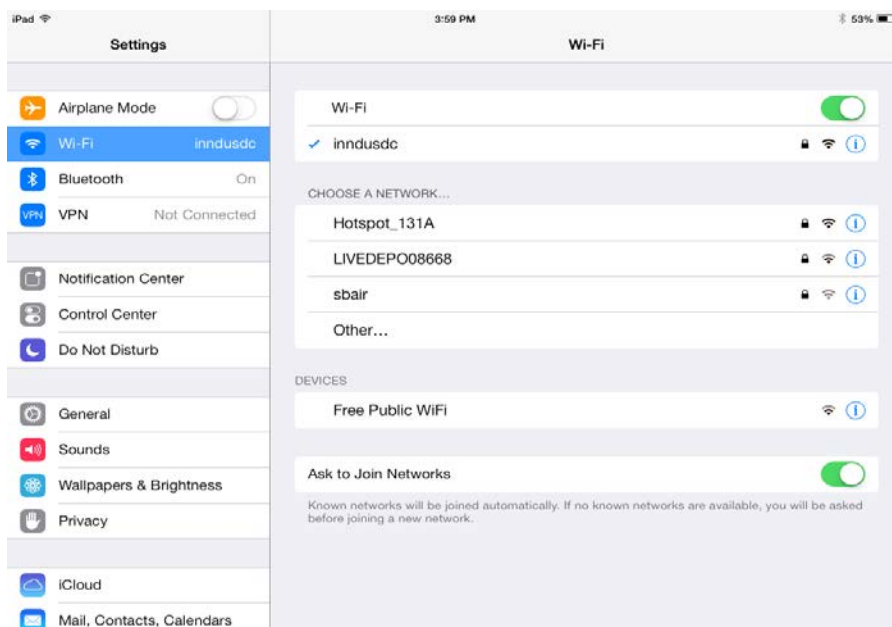 iPad 3:59 PM 53%
Settings
Wi-Fi
Airplane Mode
Wi-Fi inndusdc
Bluetooth On
VPN VPN Not Connected
Notification Center
Control Center
Do Not Disturb
General
Sounds
Wallpapers & Brightness
Privacy
iCloud
Mail, Contacts, Calendars
Wi-Fi
inndusdc
CHOOSE A NETWORK...
Hotspot_131A
LIVEDEPO08668
sbair
Other...
DEVICES
Free Public WiFi
Ask to Join Networks
Known networks will be joined automatically. If no known networks are available, you will be asked
before joining a new network.